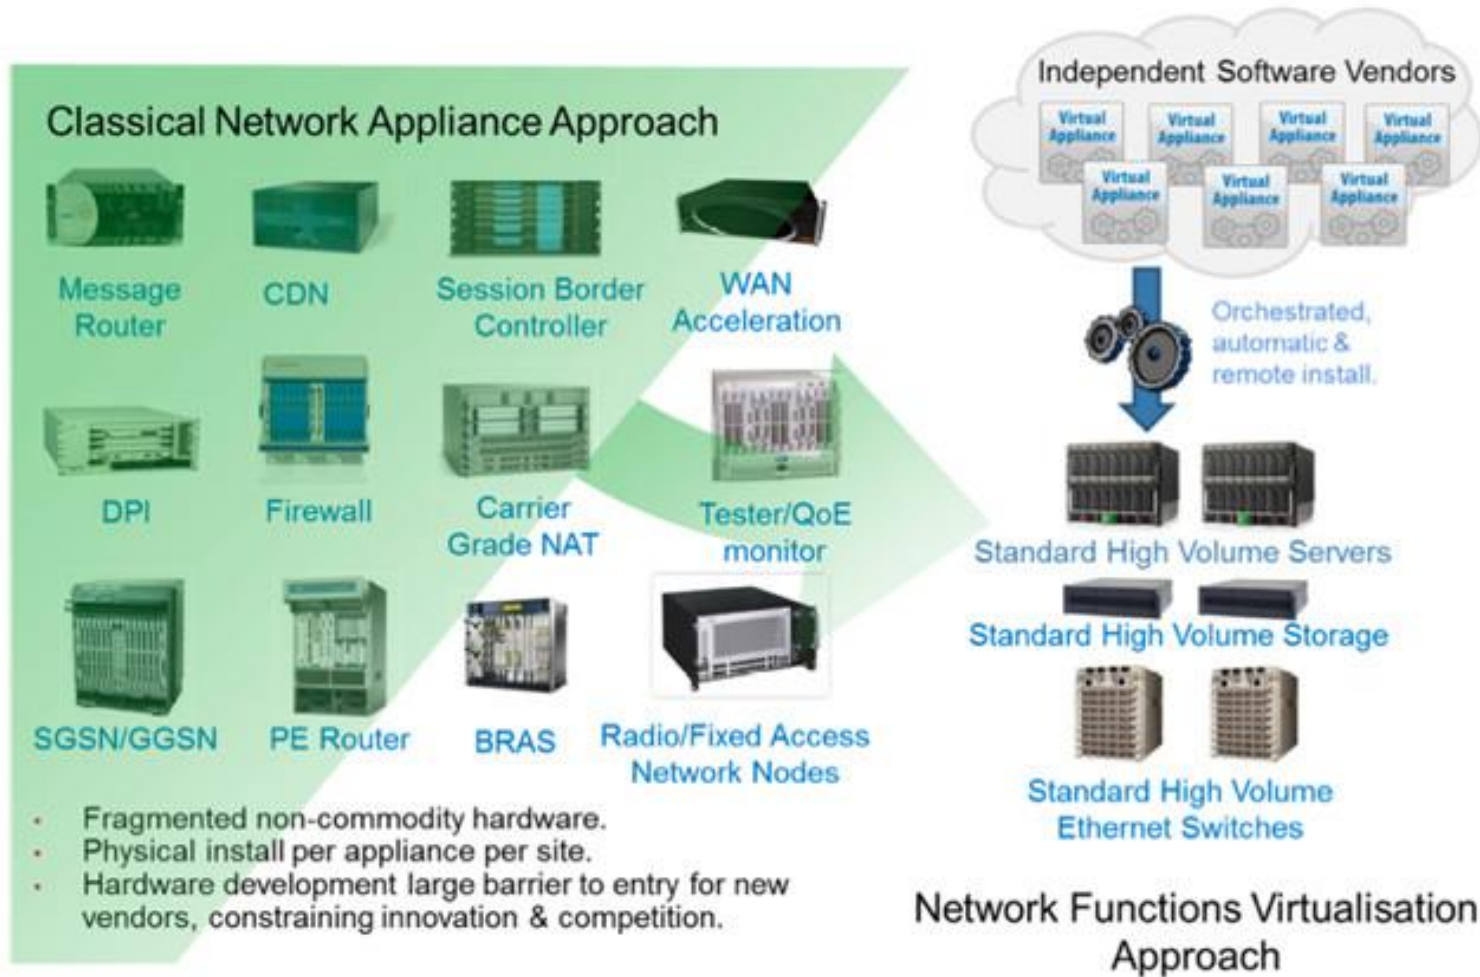 Classical Network Appliance Approach
Message
Router
CDN
Session Border
Controller
WAN
Acceleration
DPI
Firewall
Carrier
Grade NAT
Tester/QoE
monitor
SGSN/GGSN
PE Router
BRAS
Radio/Fixed Access
Network Nodes
• Fragmented non-commodity hardware.
• Physical install per appliance per site.
• Hardware development large barrier to entry for new
vendors, constraining innovation & competition.
Independent Software Vendors
Virtual
Appliance
Virtual
Appliance
Virtual
Appliance
Virtual
Appliance
Virtual
Appliance
Virtual
Appliance
Virtual
Appliance
Orchestrated,
automatic &
remote install.
Standard High Volume Servers
Standard High Volume Storage
Standard High Volume
Ethernet Switches
Network Functions Virtualisation
Approach